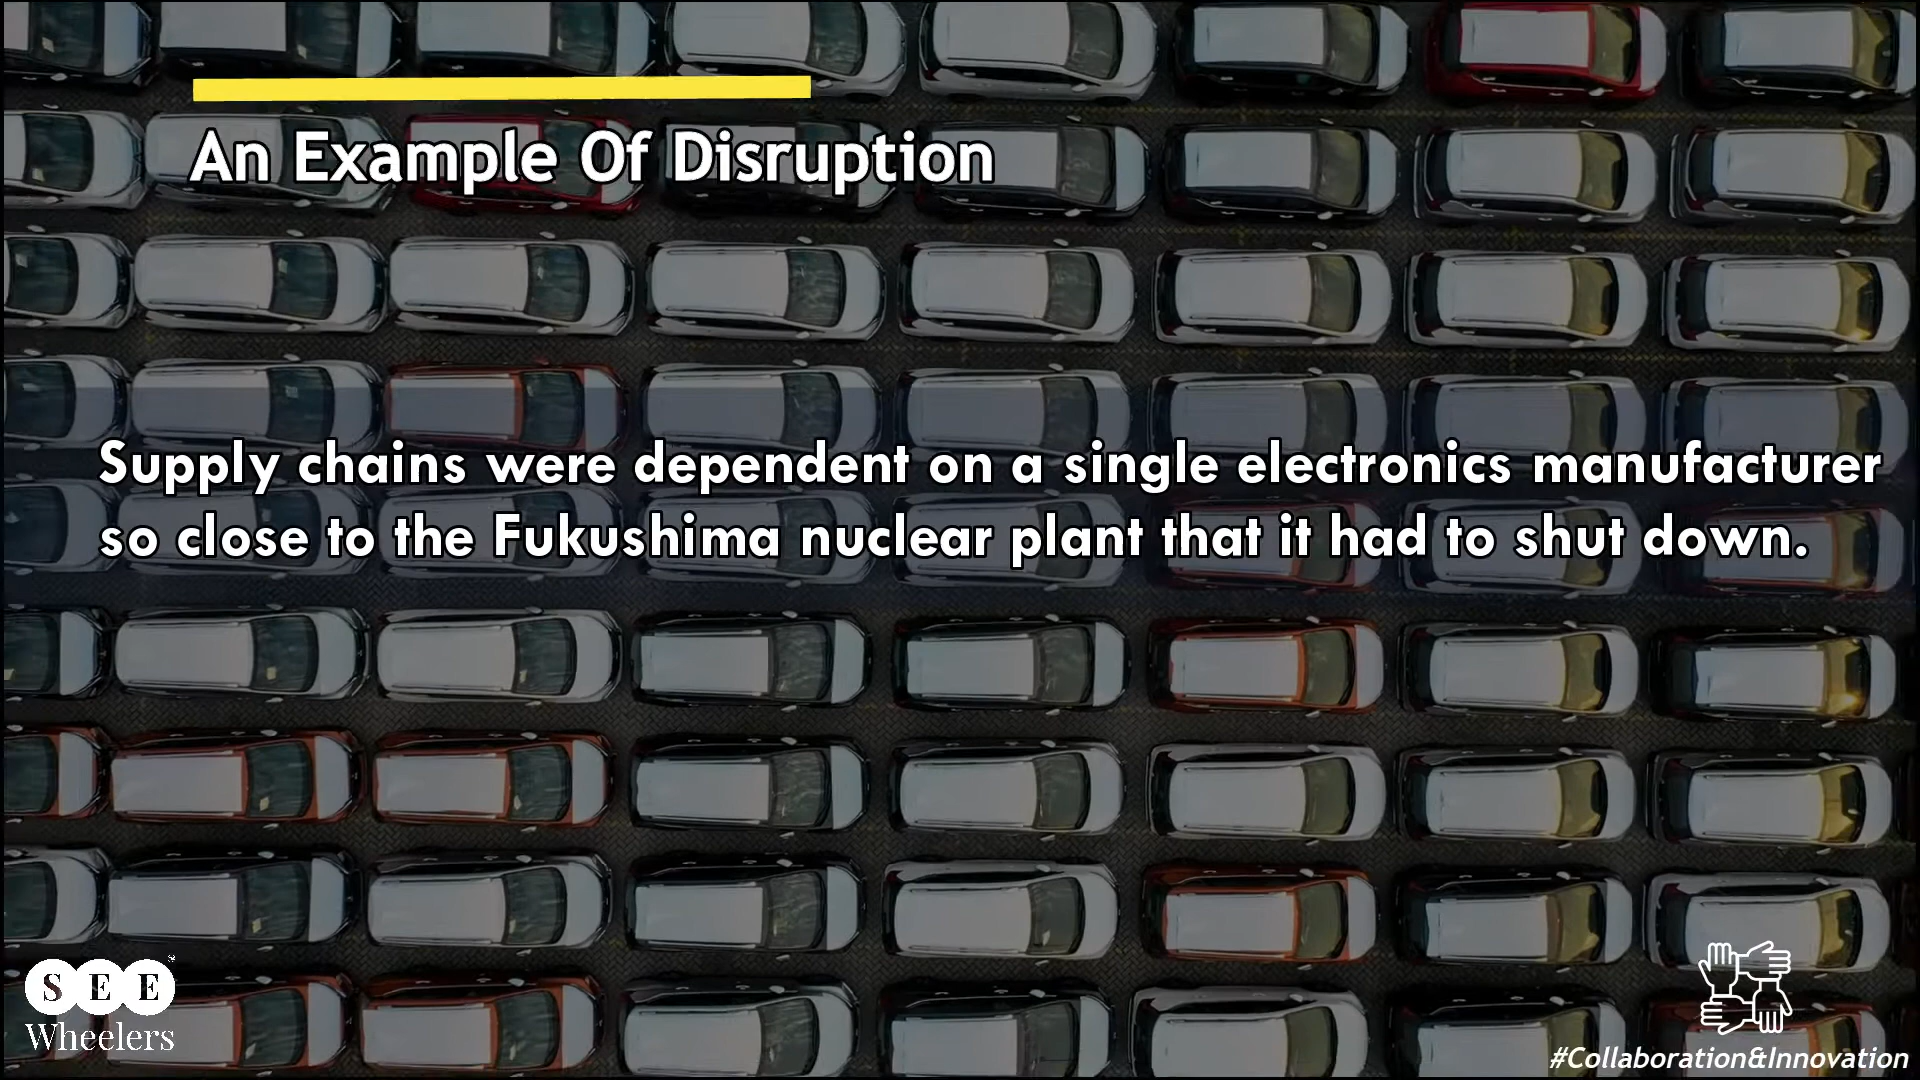 An Example Of Disruption
Supply chains were dependent on a single electronics manufacturer
so close to the Fukushima nuclear plant that it had to shut down.
SEE
Wheelers
#Collaboration&Innovation